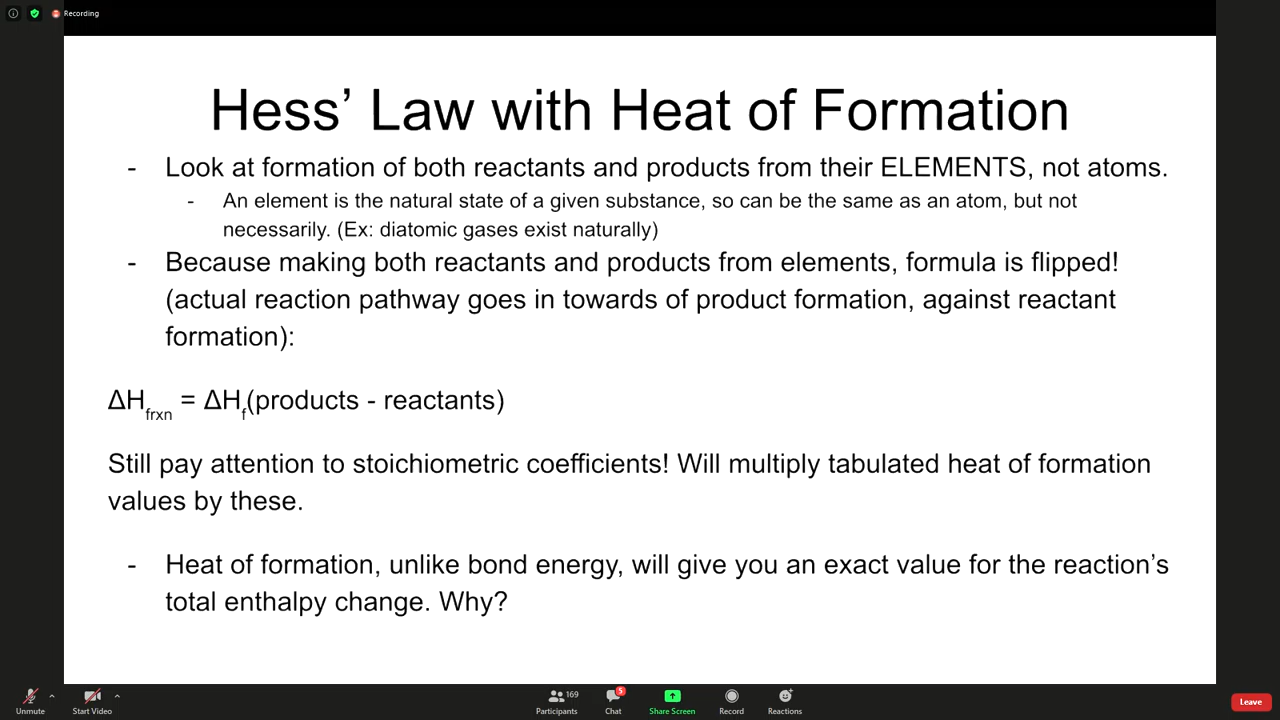 Recording
Hess’ Law with Heat of Formation
- Look at formation of both reactants and products from their ELEMENTS, not atoms.
- An element is the natural state of a given substance, so can be the same as an atom, but not
necessarily. (Ex: diatomic gases exist naturally)
- Because making both reactants and products from elements, formula is flipped!
(actual reaction pathway goes in towards of product formation, against reactant
formation):
ΔHfrxn = ΔHf(products - reactants)
Still pay attention to stoichiometric coefficients! Will multiply tabulated heat of formation
values by these.
- Heat of formation, unlike bond energy, will give you an exact value for the reaction’s
total enthalpy change. Why?
169
5
Unmute
Start Video
Participants
Chat
Share Screen
Record
Reactions
Leave